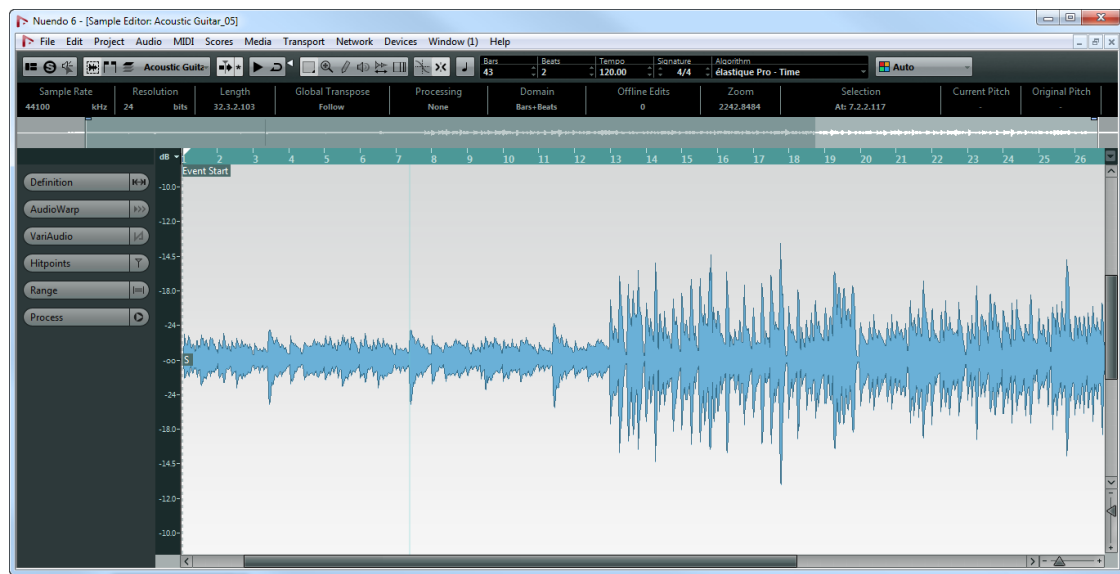 Nuendo 6 - [Sample Editor: Acoustic Guitar_05]
File Edit Project Audio MIDI Scores Media Transport Network Devices Window (1) Help
Acoustic Guita Bars Beats Tempo Signature Algorithm Auto
43 2 120.00 4/4 élastique Pro - Time
Sample Rate Resolution Length Global Transpose Processing Domain Offline Edits Zoom Selection Current Pitch Original Pitch
44100 kHz 24 bits 32.3.2.103 Follow None Bars+Beats 0 2242.8484 At: 7.2.2.117 - -
dB 1 2 3 4 5 6 7 8 9 10 11 12 13 14 15 16 17 18 19 20 21 22 23 24 25 26
Event Start
Definition
AudioWarp
VariAudio
Hitpoints
Range
Process
-10.0
-12.0
-14.5
-18.0
-24
-oo
S
-24
-18.0
-14.5
-12.0
-10.0